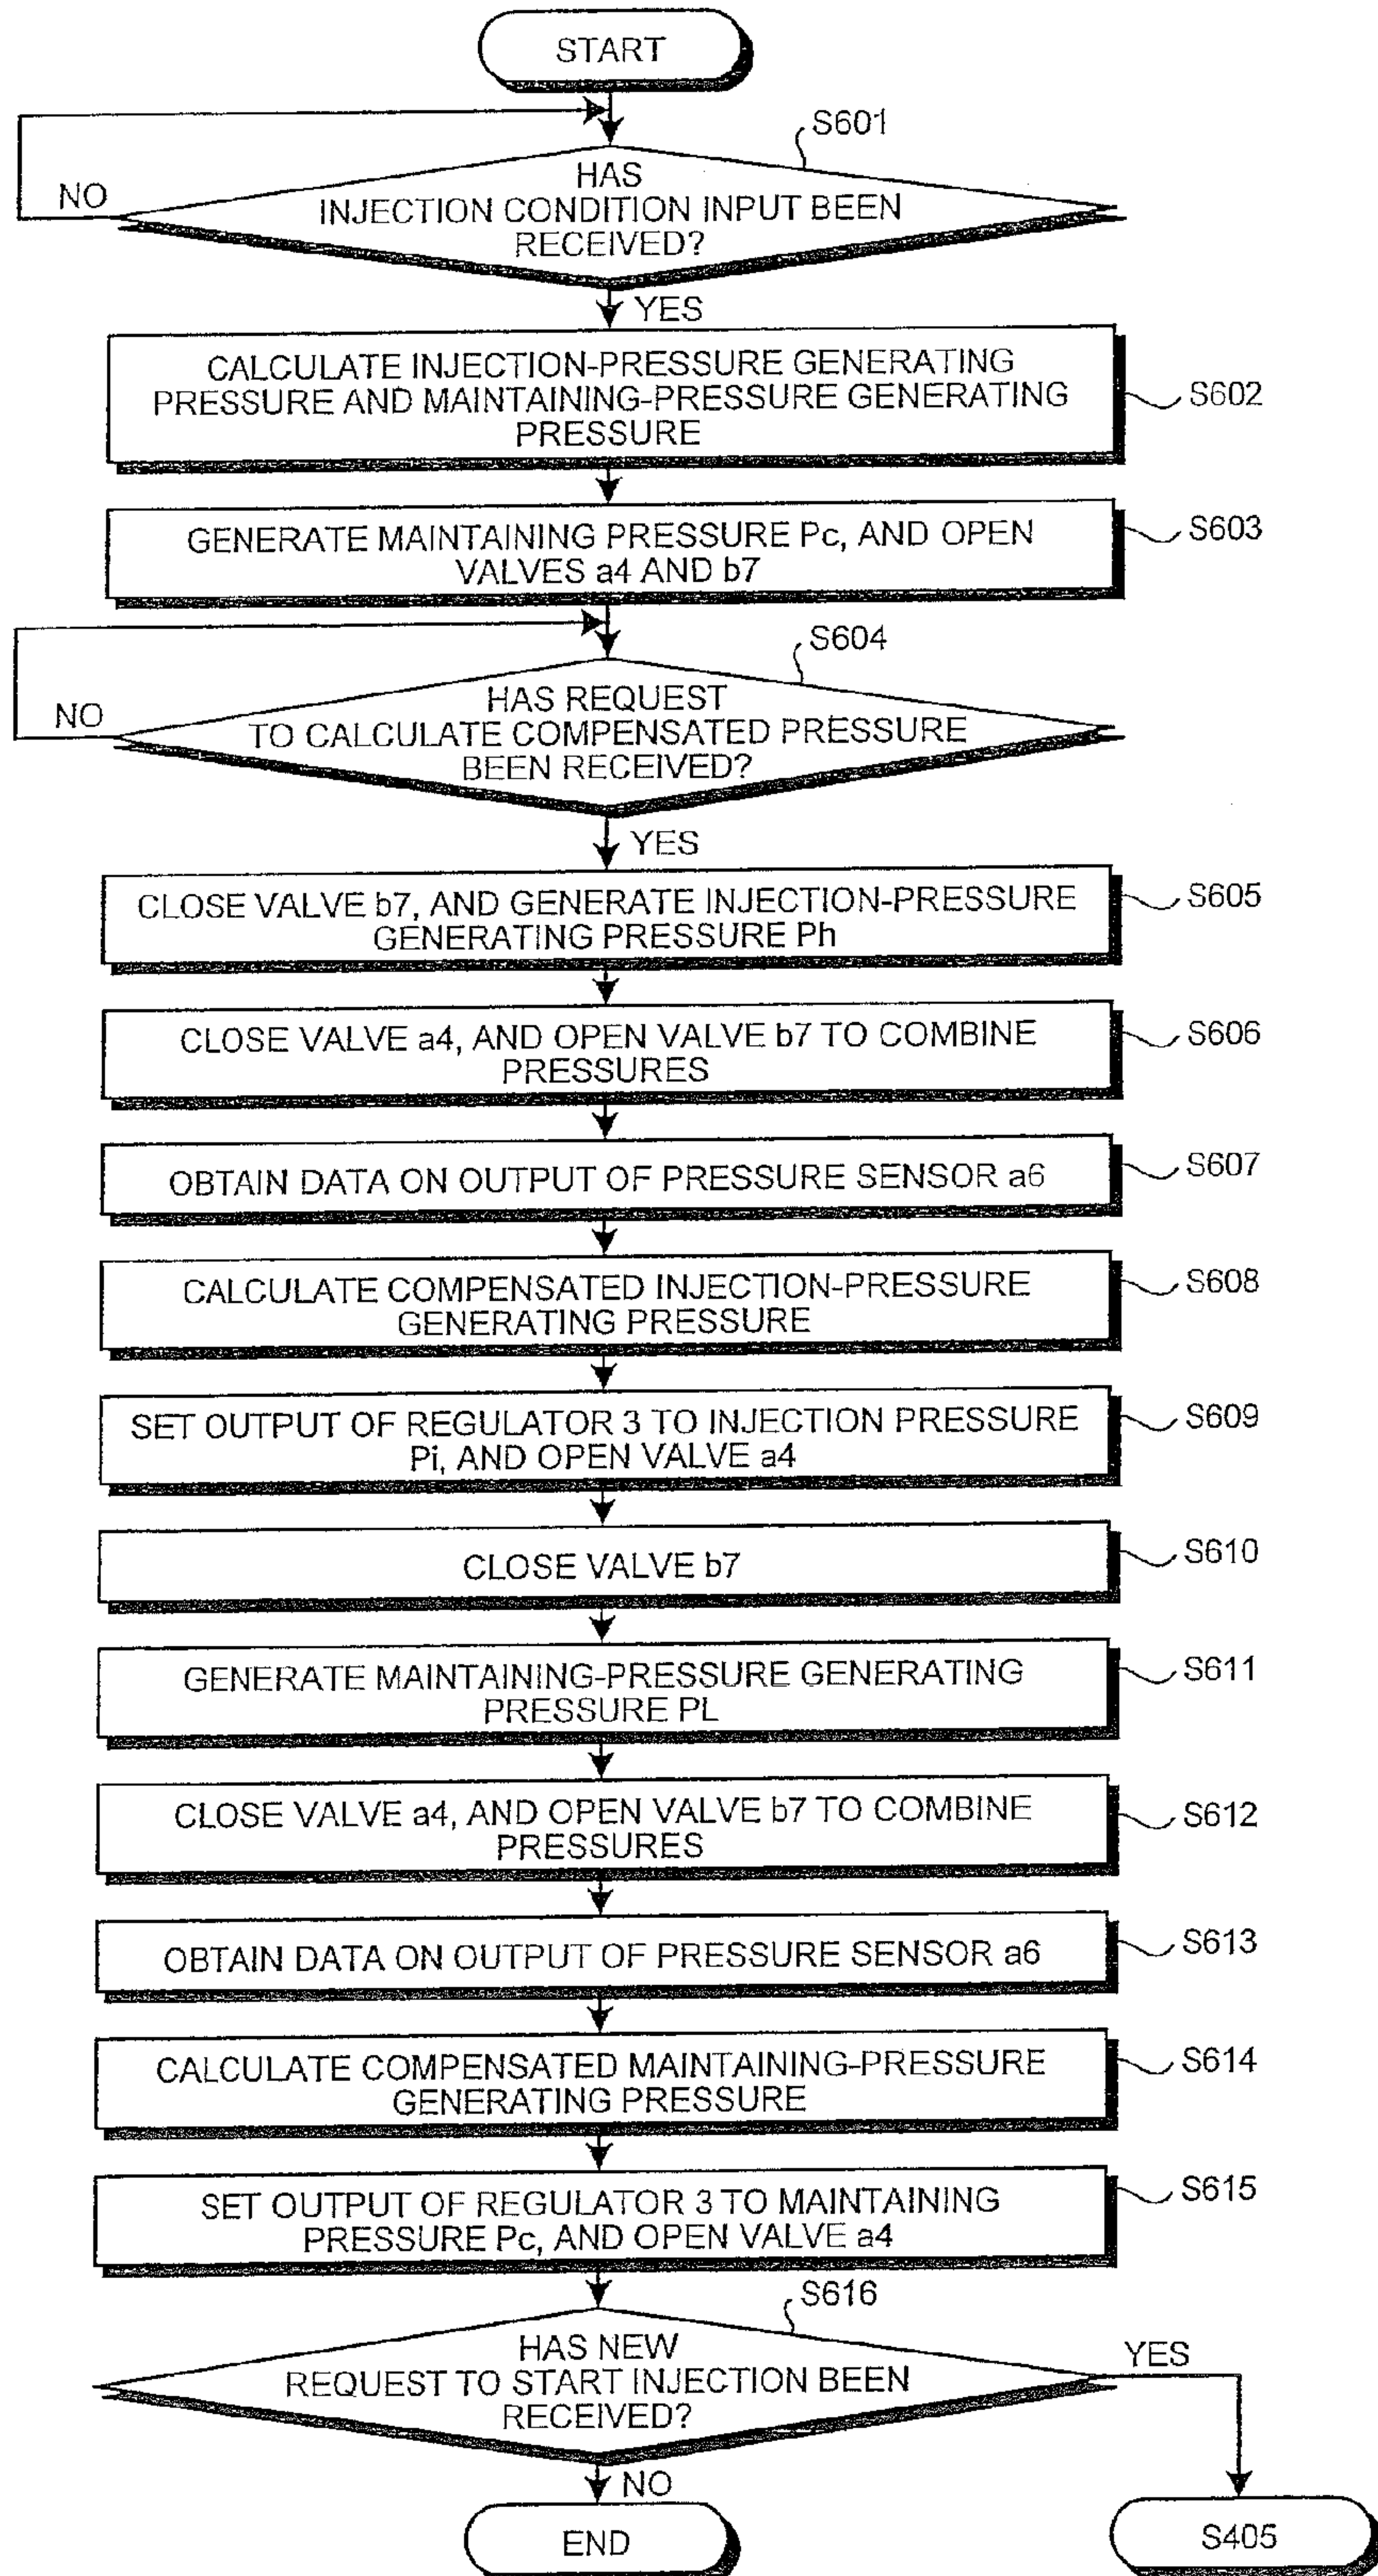 START
S601
HAS
INJECTION CONDITION INPUT BEEN
RECEIVED?
NO
YES
CALCULATE INJECTION-PRESSURE GENERATING
PRESSURE AND MAINTAINING-PRESSURE GENERATING
PRESSURE
S602
GENERATE MAINTAINING PRESSURE Pc, AND OPEN
VALVES a4 AND b7
S603
S604
HAS REQUEST
TO CALCULATE COMPENSATED PRESSURE
BEEN RECEIVED?
NO
YES
CLOSE VALVE b7, AND GENERATE INJECTION-PRESSURE
GENERATING PRESSURE Ph
S605
CLOSE VALVE a4, AND OPEN VALVE b7 TO COMBINE
PRESSURES
S606
OBTAIN DATA ON OUTPUT OF PRESSURE SENSOR a6
S607
CALCULATE COMPENSATED INJECTION-PRESSURE
GENERATING PRESSURE
S608
SET OUTPUT OF REGULATOR 3 TO INJECTION PRESSURE
Pi, AND OPEN VALVE a4
S609
CLOSE VALVE b7
S610
GENERATE MAINTAINING-PRESSURE GENERATING
PRESSURE PL
S611
CLOSE VALVE a4, AND OPEN VALVE b7 TO COMBINE
PRESSURES
S612
OBTAIN DATA ON OUTPUT OF PRESSURE SENSOR a6
S613
CALCULATE COMPENSATED MAINTAINING-PRESSURE
GENERATING PRESSURE
S614
SET OUTPUT OF REGULATOR 3 TO MAINTAINING
PRESSURE Pc, AND OPEN VALVE a4
S615
S616
HAS NEW
REQUEST TO START INJECTION BEEN
RECEIVED?
YES
NO
END
S405